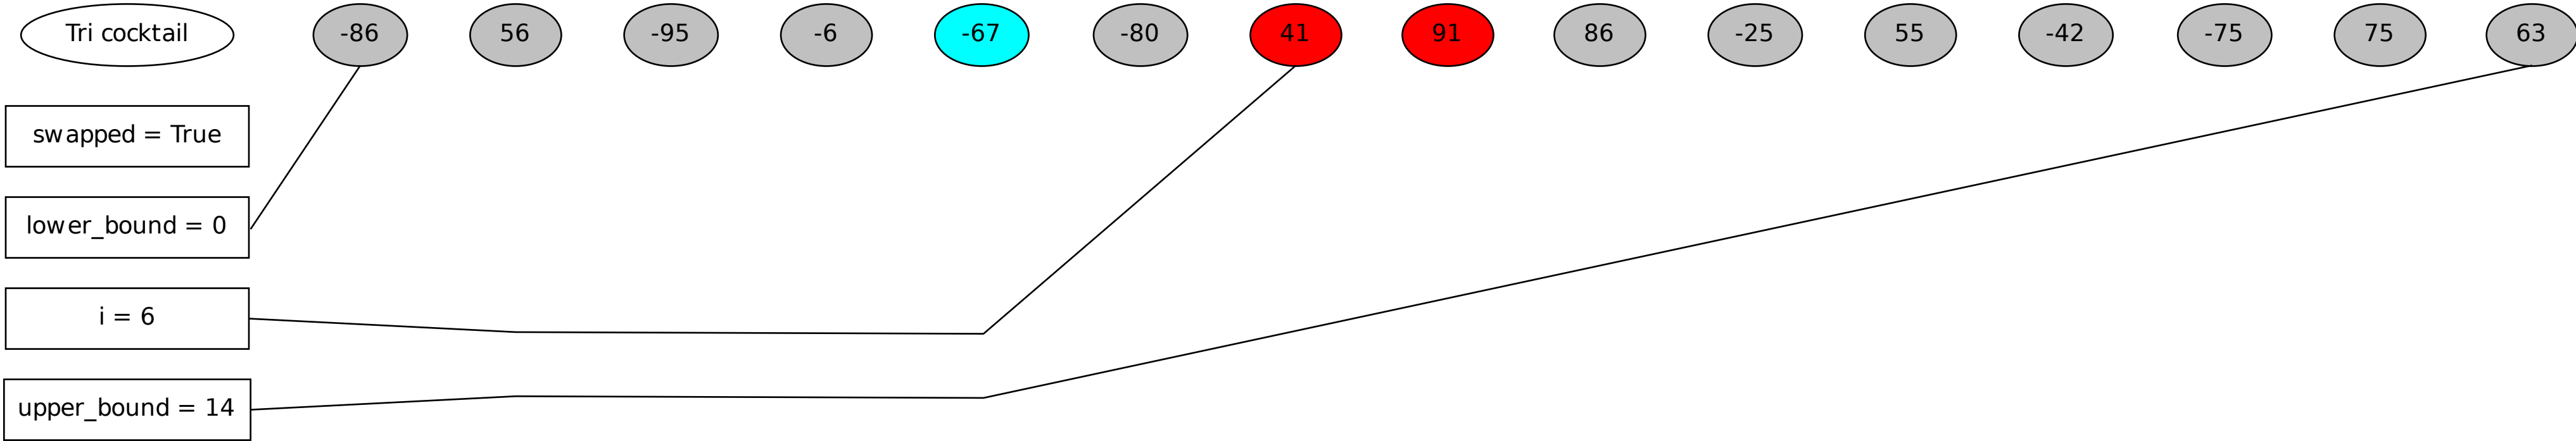 Tri cocktail -86 56 -95 -6 -67 -80 41 91 86 -25 55 -42 -75 75 63
swapped = True
lower_bound = 0
i = 6
upper_bound = 14